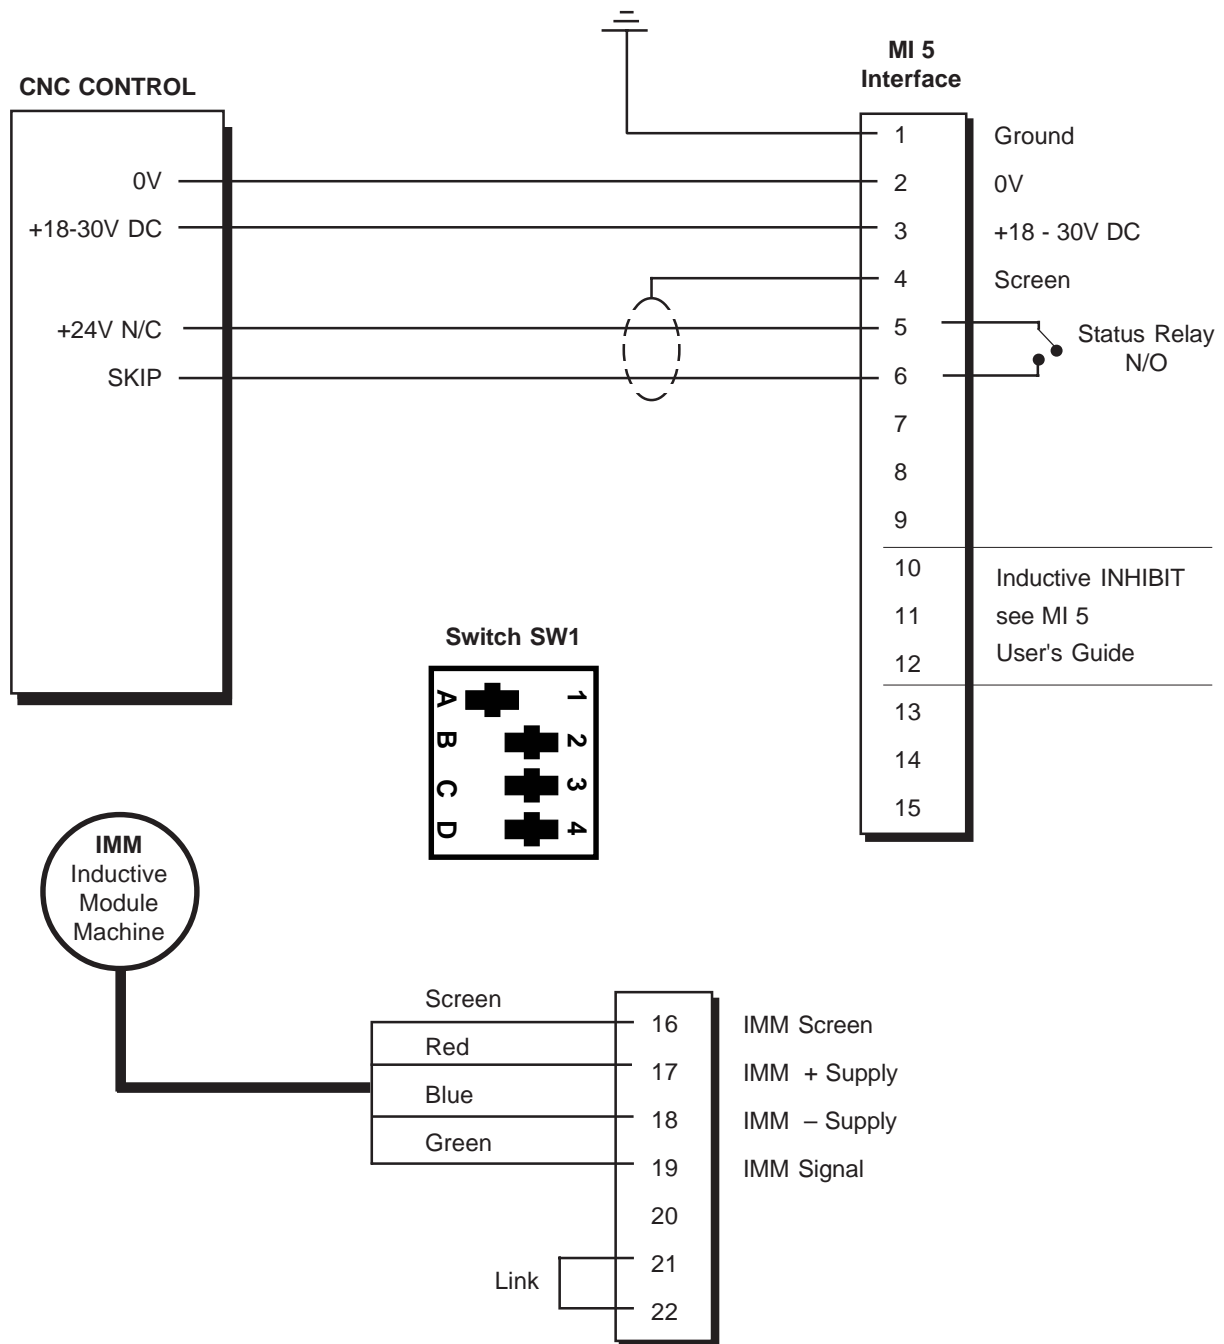 MI 5
Interface
CNC CONTROL
1 Ground
0V 2 0V
+18-30V DC 3 +18 - 30V DC
4 Screen
+24V N/C 5
Status Relay
N/O
SKIP 6
7
8
9
10
11
12
Inductive INHIBIT
see MI 5
User's Guide
13
14
15
Switch SW1
A 1
B 2
C 3
D 4
IMM
Inductive
Module
Machine
Screen 16 IMM Screen
Red 17 IMM + Supply
Blue 18 IMM – Supply
Green 19 IMM Signal
20
21
Link
22